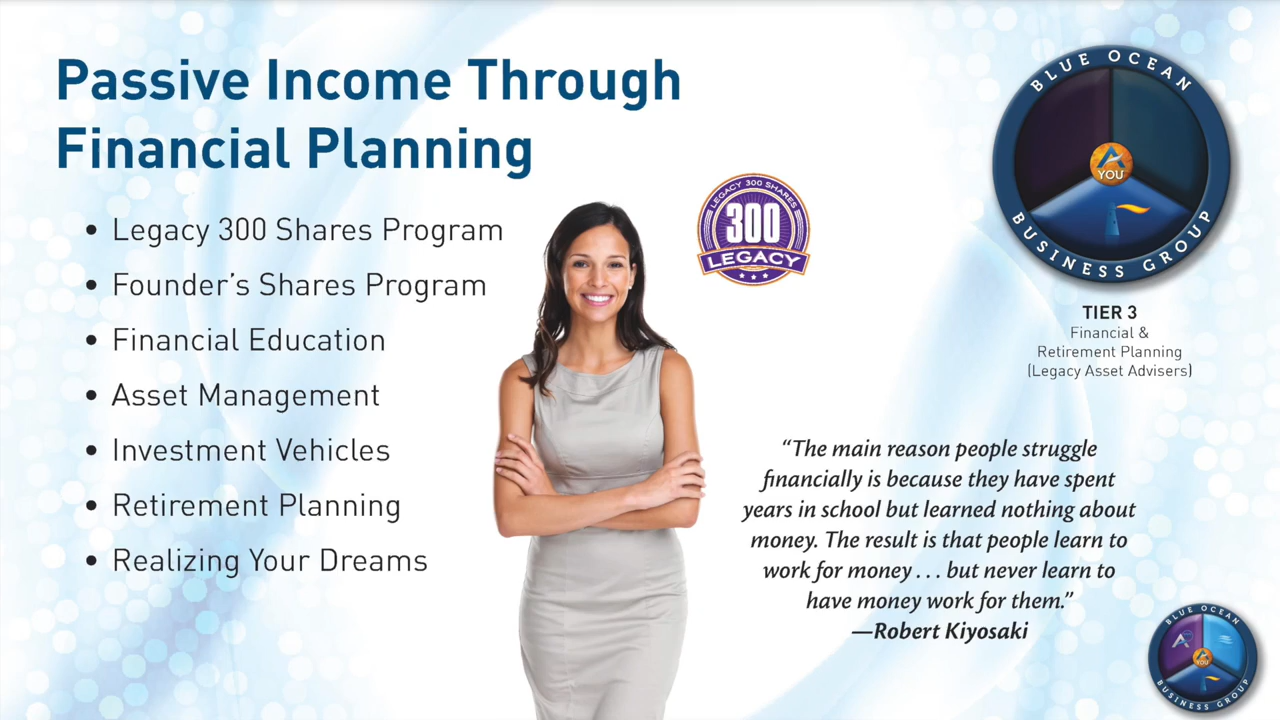 Passive Income Through
Financial Planning
• Legacy 300 Shares Program
• Founder’s Shares Program
• Financial Education
• Asset Management
• Investment Vehicles
• Retirement Planning
• Realizing Your Dreams
LEGACY 300 SHARES
300
LEGACY
BLUE OCEAN
A
YOU
BUSINESS GROUP
TIER 3
Financial &
Retirement Planning
(Legacy Asset Advisers)
“The main reason people struggle
financially is because they have spent
years in school but learned nothing about
money. The result is that people learn to
work for money . . . but never learn to
have money work for them.”
—Robert Kiyosaki
BLUE OCEAN
A
A
YOU
BUSINESS GROUP